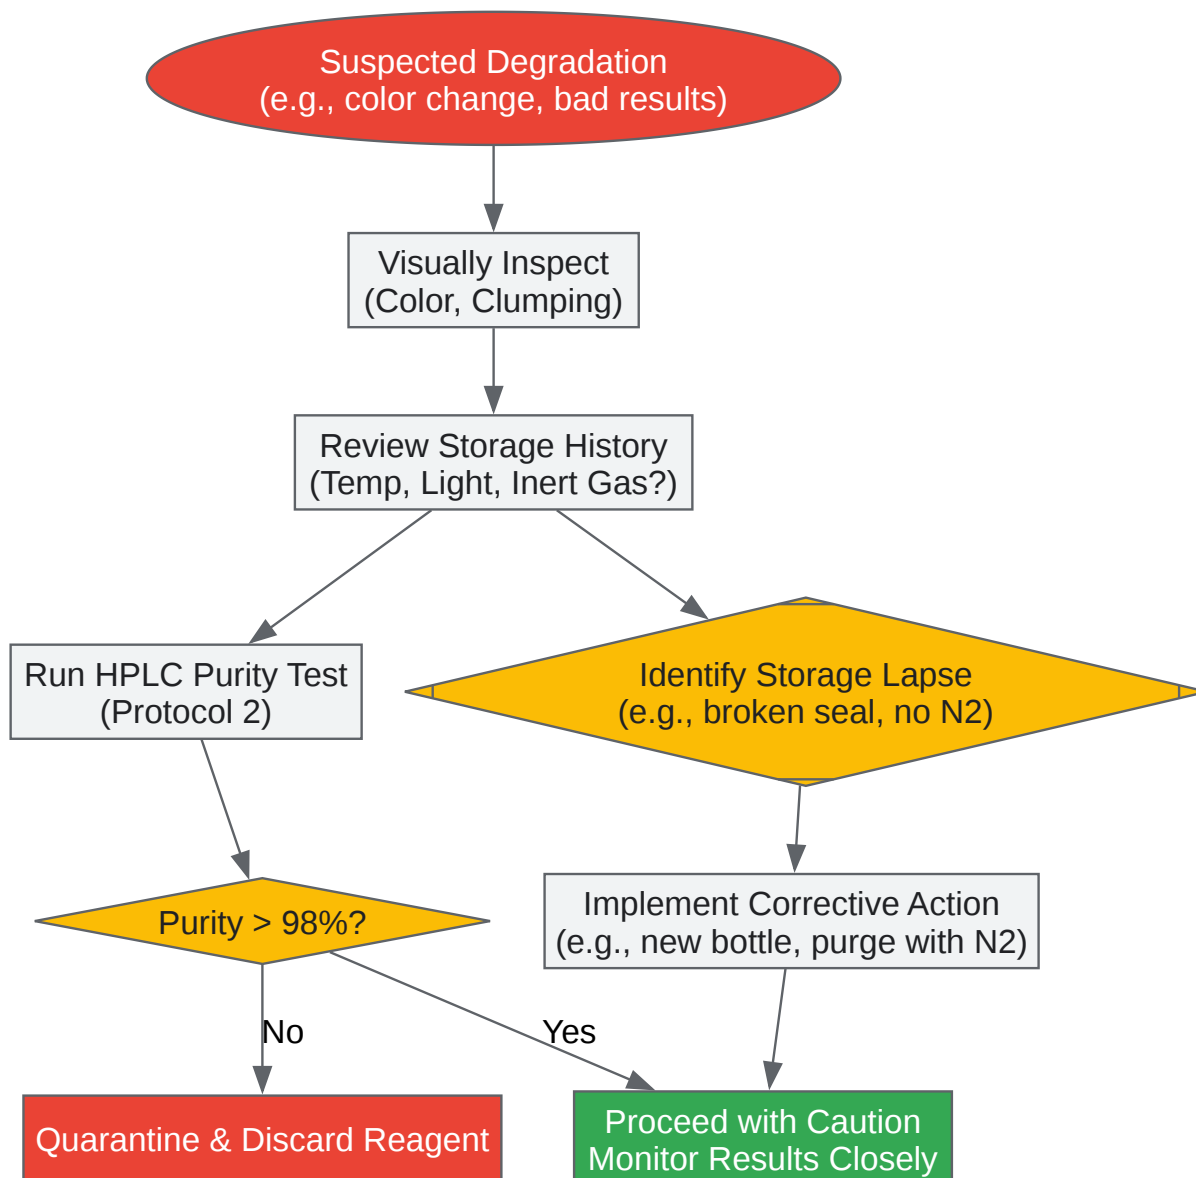 Suspected Degradation
(e.g., color change, bad results)
Visually Inspect
(Color, Clumping)
Review Storage History
(Temp, Light, Inert Gas?)
Run HPLC Purity Test
(Protocol 2)
Identify Storage Lapse
(e.g., broken seal, no N2)
Purity > 98%?
Implement Corrective Action
(e.g., new bottle, purge with N2)
No
Yes
Quarantine & Discard Reagent
Proceed with Caution
Monitor Results Closely